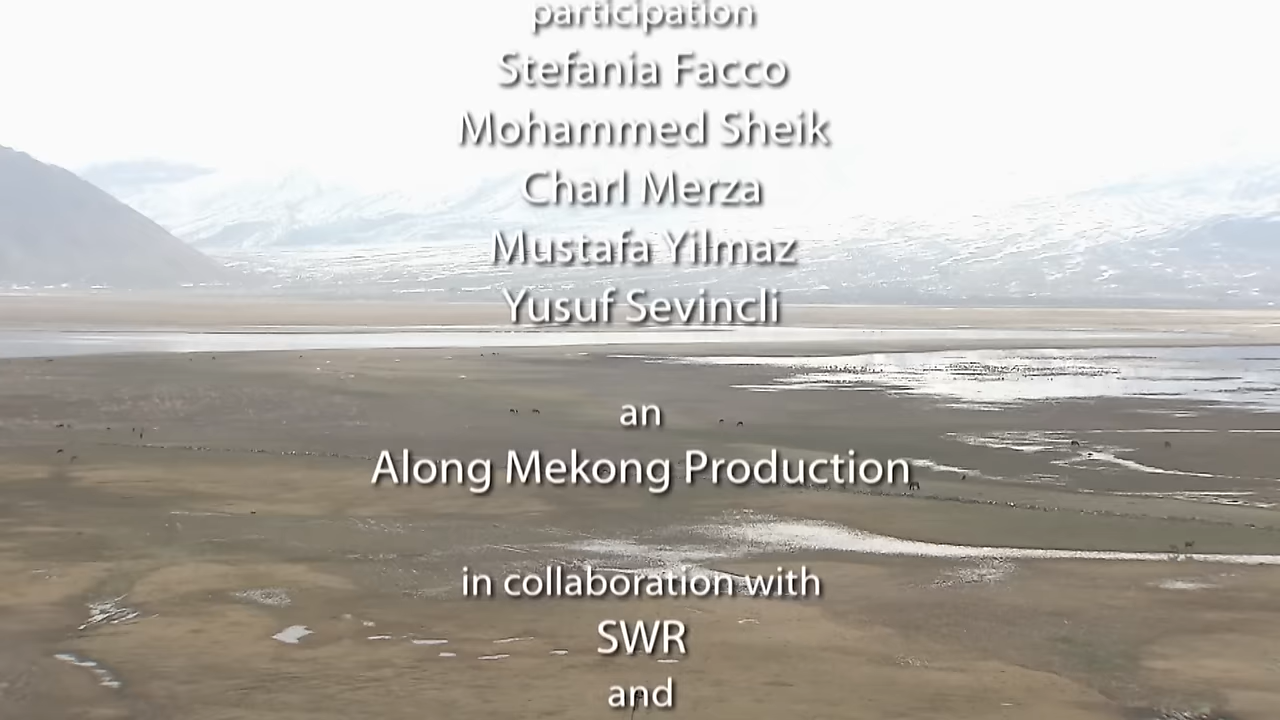 participation
Stefania Facco
Mohammed Sheik
Charl Merza
Mustafa Yilmaz
Yusuf Sevincli
an
Along Mekong Production
in collaboration with
SWR
and